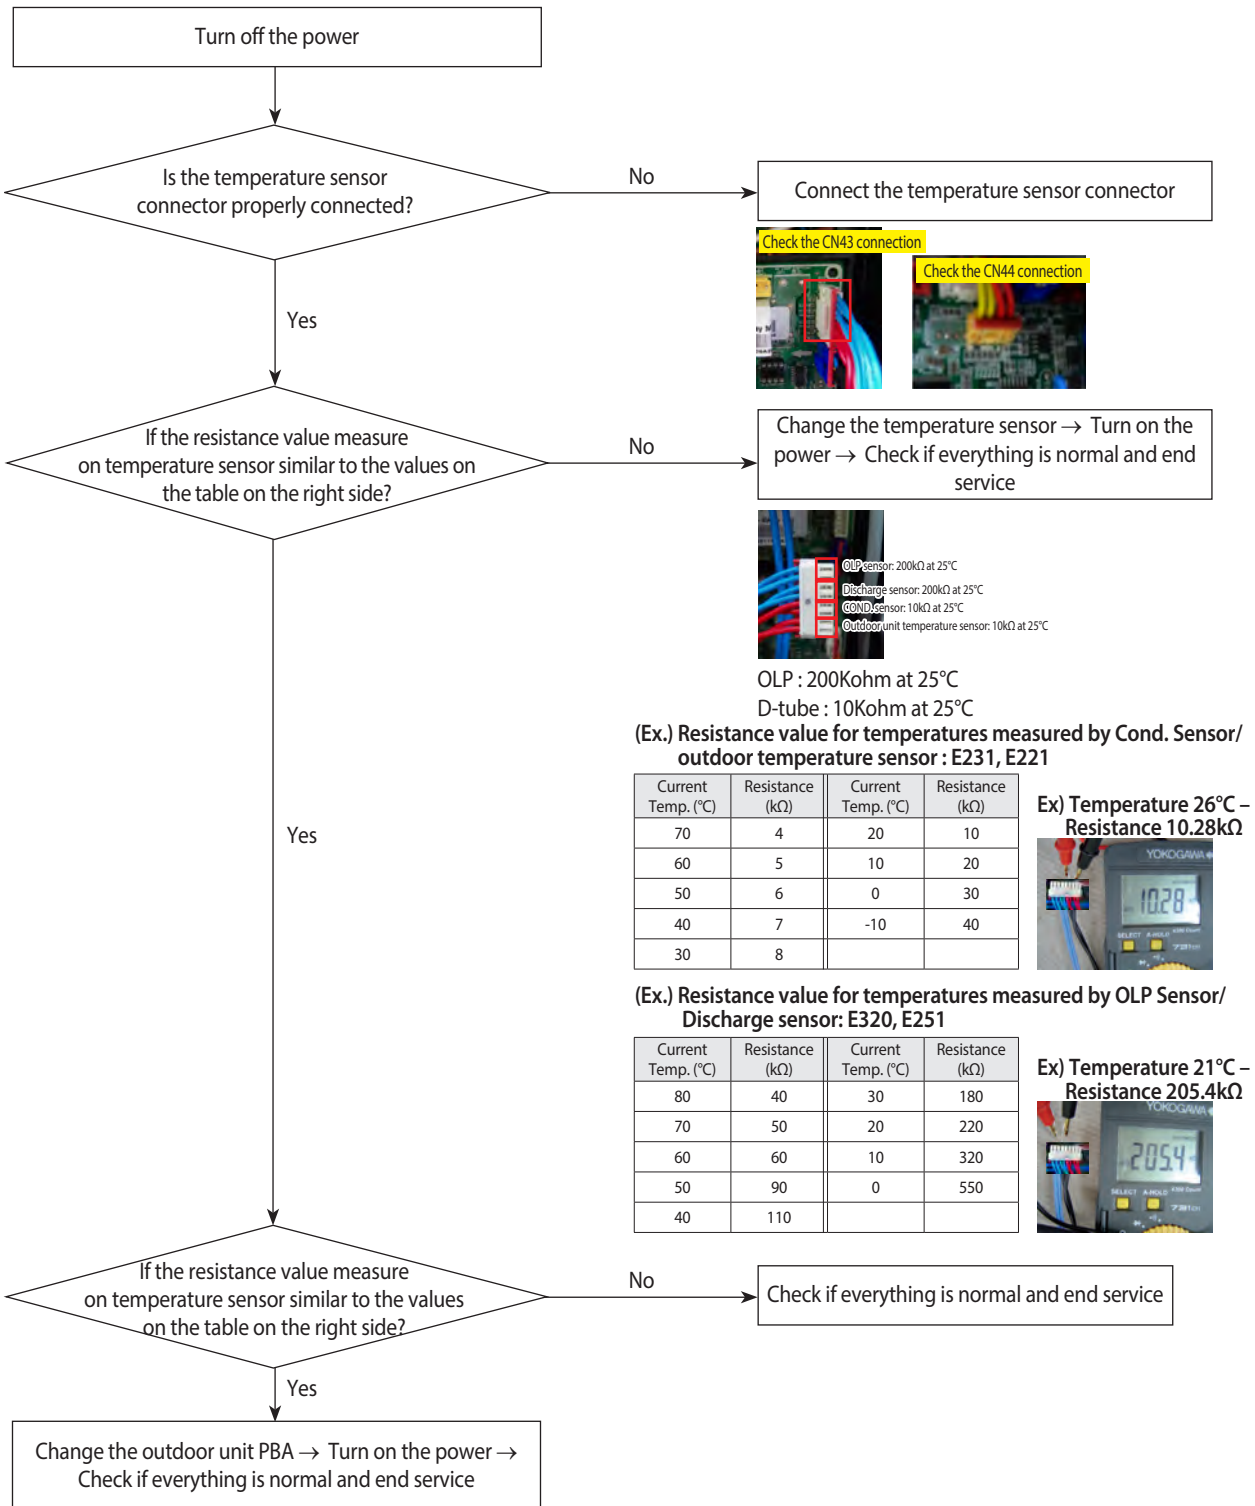 Turn off the power
Is the temperature sensor
connector properly connected?
No
Connect the temperature sensor connector
Check the CN43 connection
Check the CN44 connection
Yes
If the resistance value measure
on temperature sensor similar to the values on
the table on the right side?
No
Change the temperature sensor → Turn on the
power → Check if everything is normal and end
service
OLP sensor: 200kΩ at 25°C
Discharge sensor: 200kΩ at 25°C
COND. sensor: 10kΩ at 25°C
Outdoor unit temperature sensor: 10kΩ at 25°C
OLP : 200Kohm at 25°C
D-tube : 10Kohm at 25°C
(Ex.) Resistance value for temperatures measured by Cond. Sensor/
outdoor temperature sensor : E231, E221
Current Temp. (°C) Resistance (kΩ) Current Temp. (°C) Resistance (kΩ)
70 4 20 10
60 5 10 20
50 6 0 30
40 7 -10 40
30 8
Ex) Temperature 26°C –
Resistance 10.28kΩ
YOKOGAWA
10.28
SELECT A-HOLD
Yes
(Ex.) Resistance value for temperatures measured by OLP Sensor/
Discharge sensor: E320, E251
Current Temp. (°C) Resistance (kΩ) Current Temp. (°C) Resistance (kΩ)
80 40 30 180
70 50 20 220
60 60 10 320
50 90 0 550
40 110
Ex) Temperature 21°C –
Resistance 205.4kΩ
YOKOGAWA
205.4
SELECT A-HOLD
If the resistance value measure
on temperature sensor similar to the values
on the table on the right side?
No
Check if everything is normal and end service
Yes
Change the outdoor unit PBA → Turn on the power →
Check if everything is normal and end service